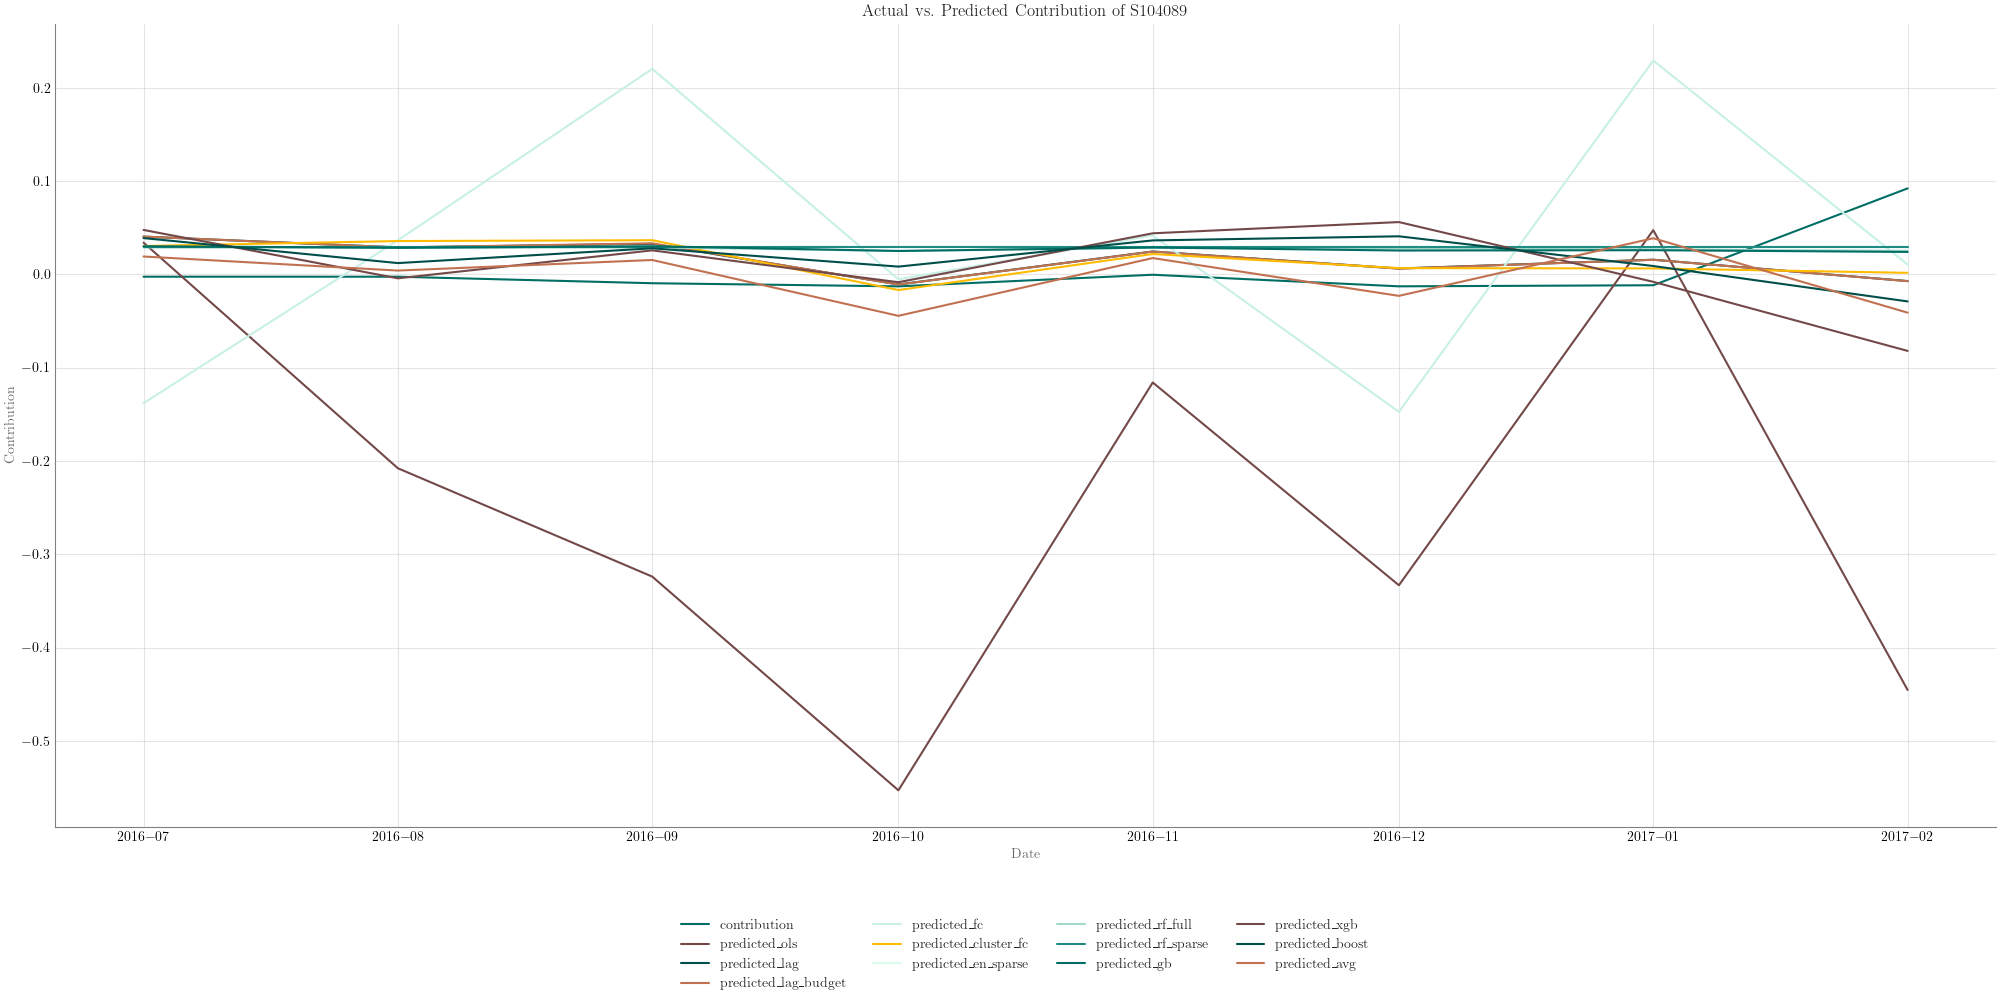 Actual vs. Predicted Contribution of S104089
0.2
0.1
0.0
−0.1
−0.2
−0.3
−0.4
−0.5
Contribution
2016−07 2016−08 2016−09 2016−10 2016−11 2016−12 2017−01 2017−02
Date
contribution predicted_fc predicted_rf_full predicted_xgb
predicted_ols predicted_cluster_fc predicted_rf_sparse predicted_boost
predicted_lag predicted_en_sparse predicted_gb predicted_avg
predicted_lag_budget